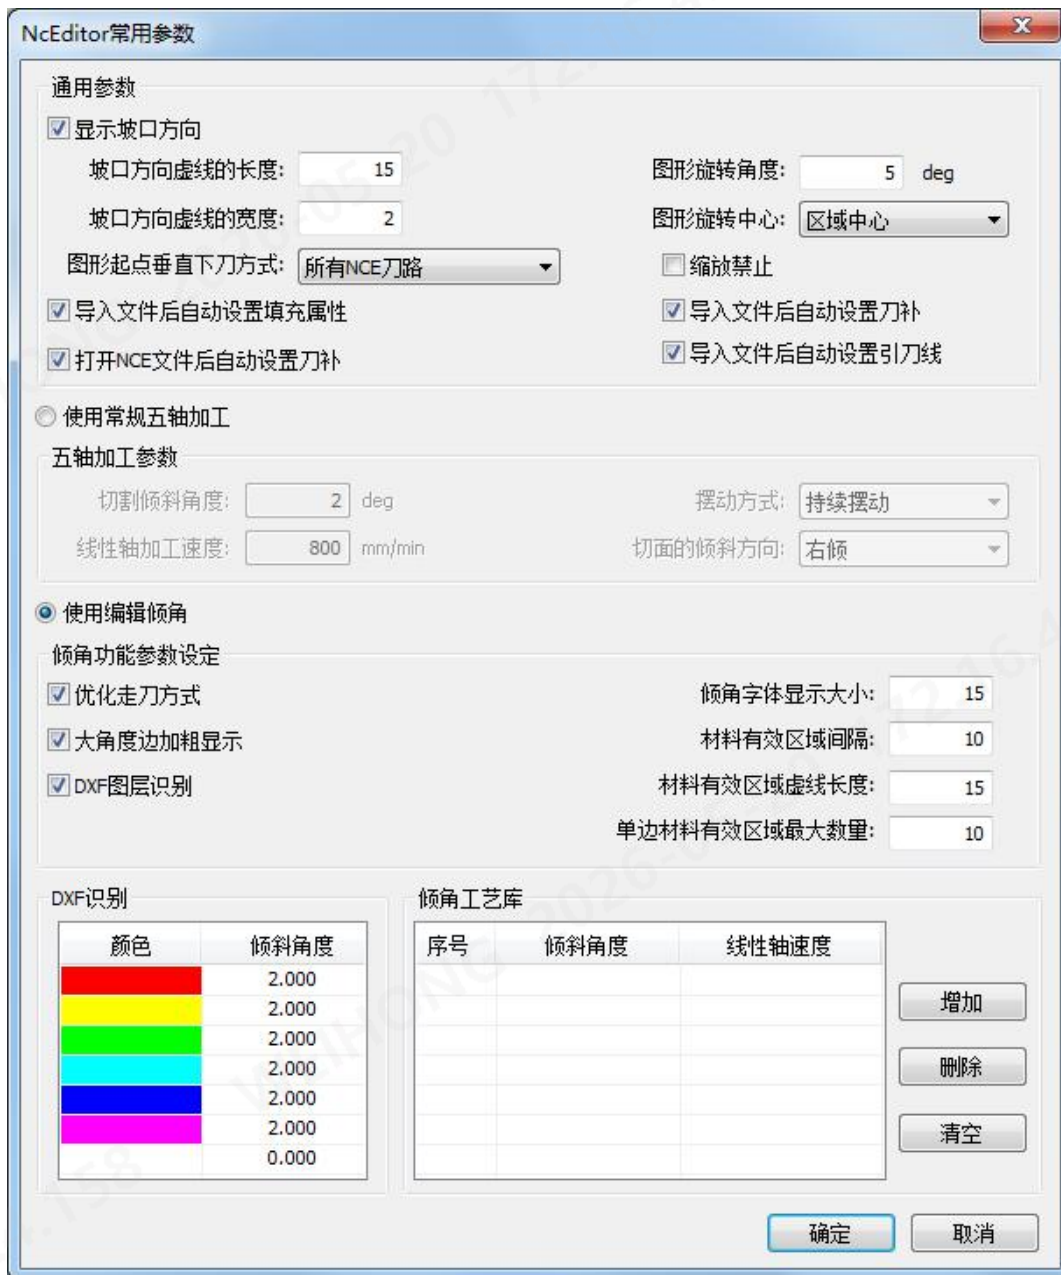 NcEditor常用参数
通用参数
显示坡口方向
坡口方向虚线的长度: 15
图形旋转角度: 5 deg
坡口方向虚线的宽度: 2
图形旋转中心: 区域中心
图形起点垂直下刀方式: 所有NCE刀路
缩放禁止
导入文件后自动设置填充属性
导入文件后自动设置刀补
打开NCE文件后自动设置刀补
导入文件后自动设置引刀线
使用常规五轴加工
五轴加工参数
切割倾斜角度: 2 deg
摆动方式: 持续摆动
线性轴加工速度: 800 mm/min
切面的倾斜方向: 右倾
使用编辑倾角
倾角功能参数设定
优化走刀方式
倾角字体显示大小: 15
大角度边加粗显示
材料有效区域间隔: 10
DXF图层识别
材料有效区域虚线长度: 15
单边材料有效区域最大数量: 10
DXF识别
颜色 倾斜角度
2.000
2.000
2.000
2.000
2.000
2.000
0.000
倾角工艺库
序号 倾斜角度 线性轴速度
增加
删除
清空
确定 取消
WEIHONG 2026-05-20 172.16.4.158